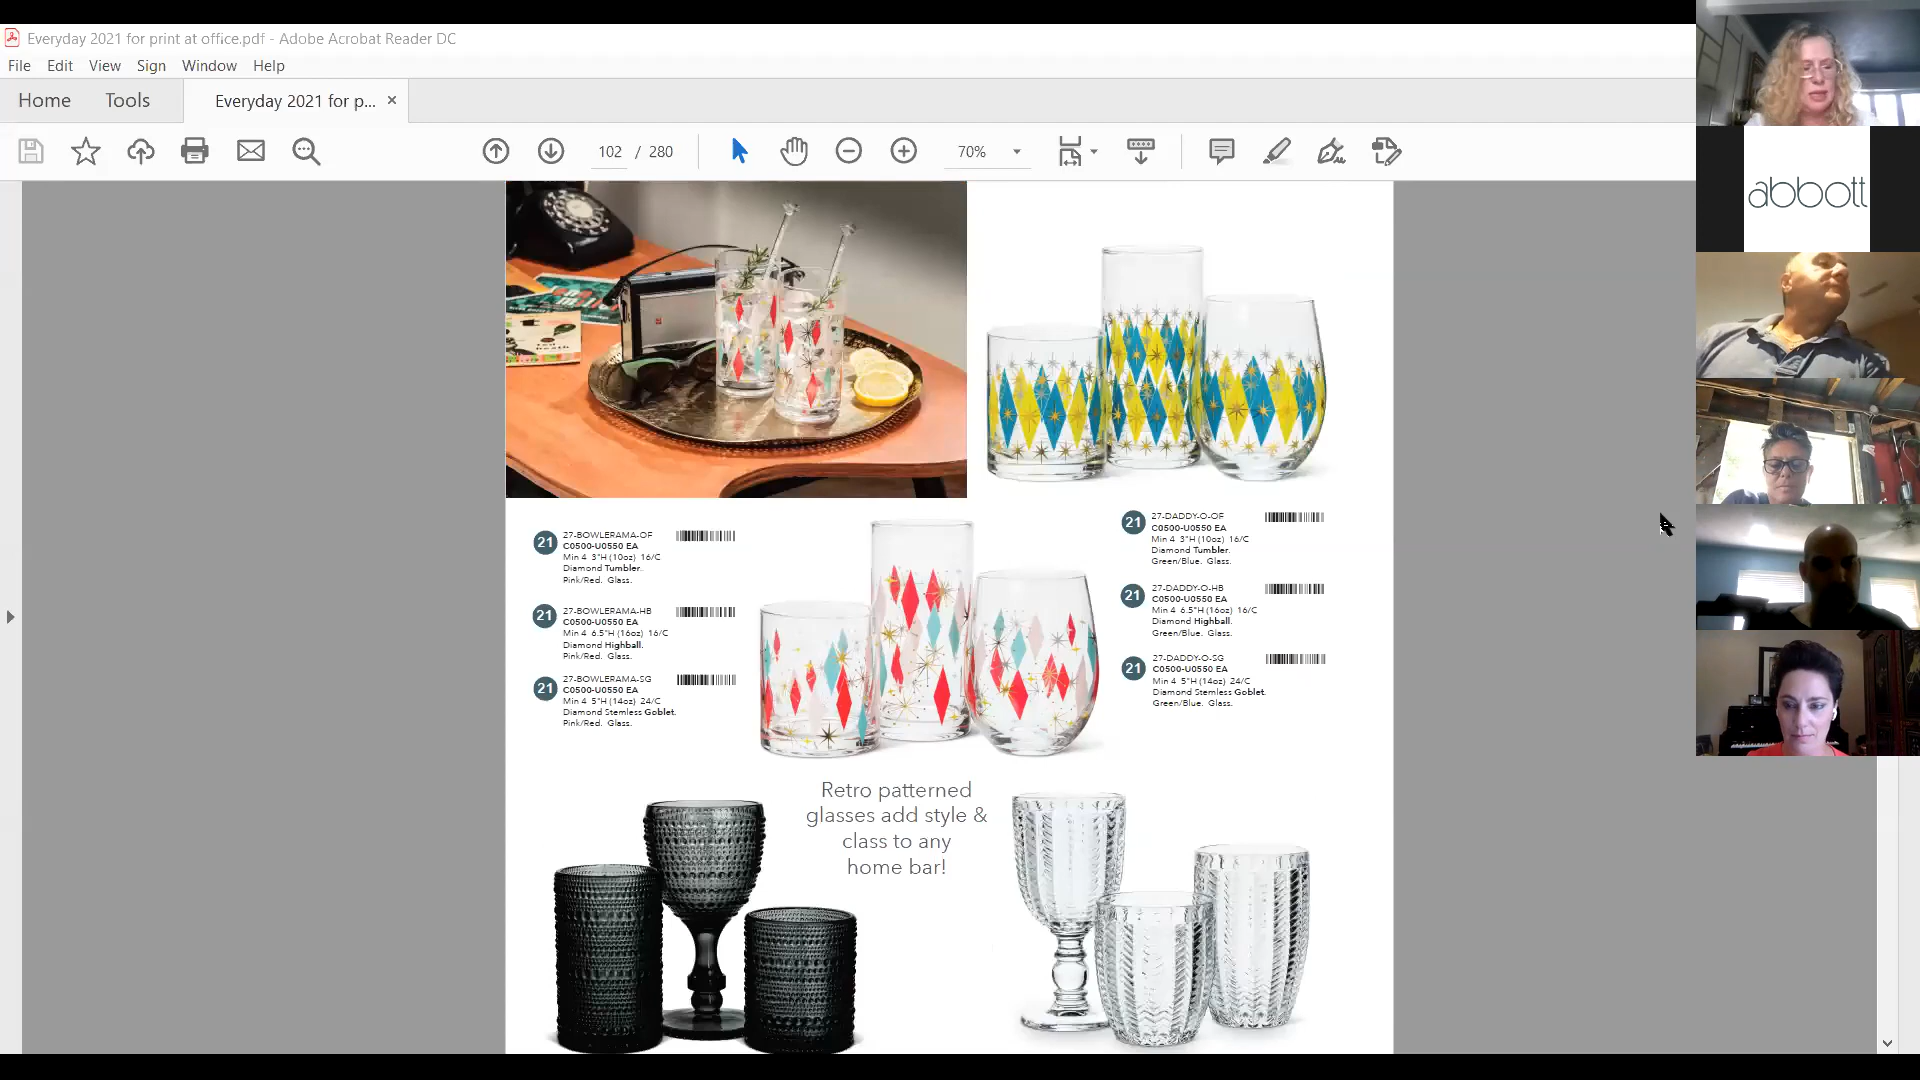 Everyday 2021 for print at office.pdf - Adobe Acrobat Reader DC
File Edit View Sign Window Help
Home Tools Everyday 2021 for p... ×
102 / 280 70%
abbott
21 27-BOWLERAMA-OF
C0500-U0550 EA
Min 4 3"H (10oz) 16/C
Diamond Tumbler.
Pink/Red. Glass.
21 27-BOWLERAMA-HB
C0500-U0550 EA
Min 4 6.5"H (16oz) 16/C
Diamond Highball.
Pink/Red. Glass.
21 27-BOWLERAMA-SG
C0500-U0550 EA
Min 4 5"H (14oz) 24/C
Diamond Stemless Goblet.
Pink/Red. Glass.
21 27-DADDY-O-OF
C0500-U0550 EA
Min 4 3"H (10oz) 16/C
Diamond Tumbler.
Green/Blue. Glass.
21 27-DADDY-O-HB
C0500-U0550 EA
Min 4 6.5"H (16oz) 16/C
Diamond Highball.
Green/Blue. Glass.
21 27-DADDY-O-SG
C0500-U0550 EA
Min 4 5"H (14oz) 24/C
Diamond Stemless Goblet.
Green/Blue. Glass.
Retro patterned
glasses add style &
class to any
home bar!